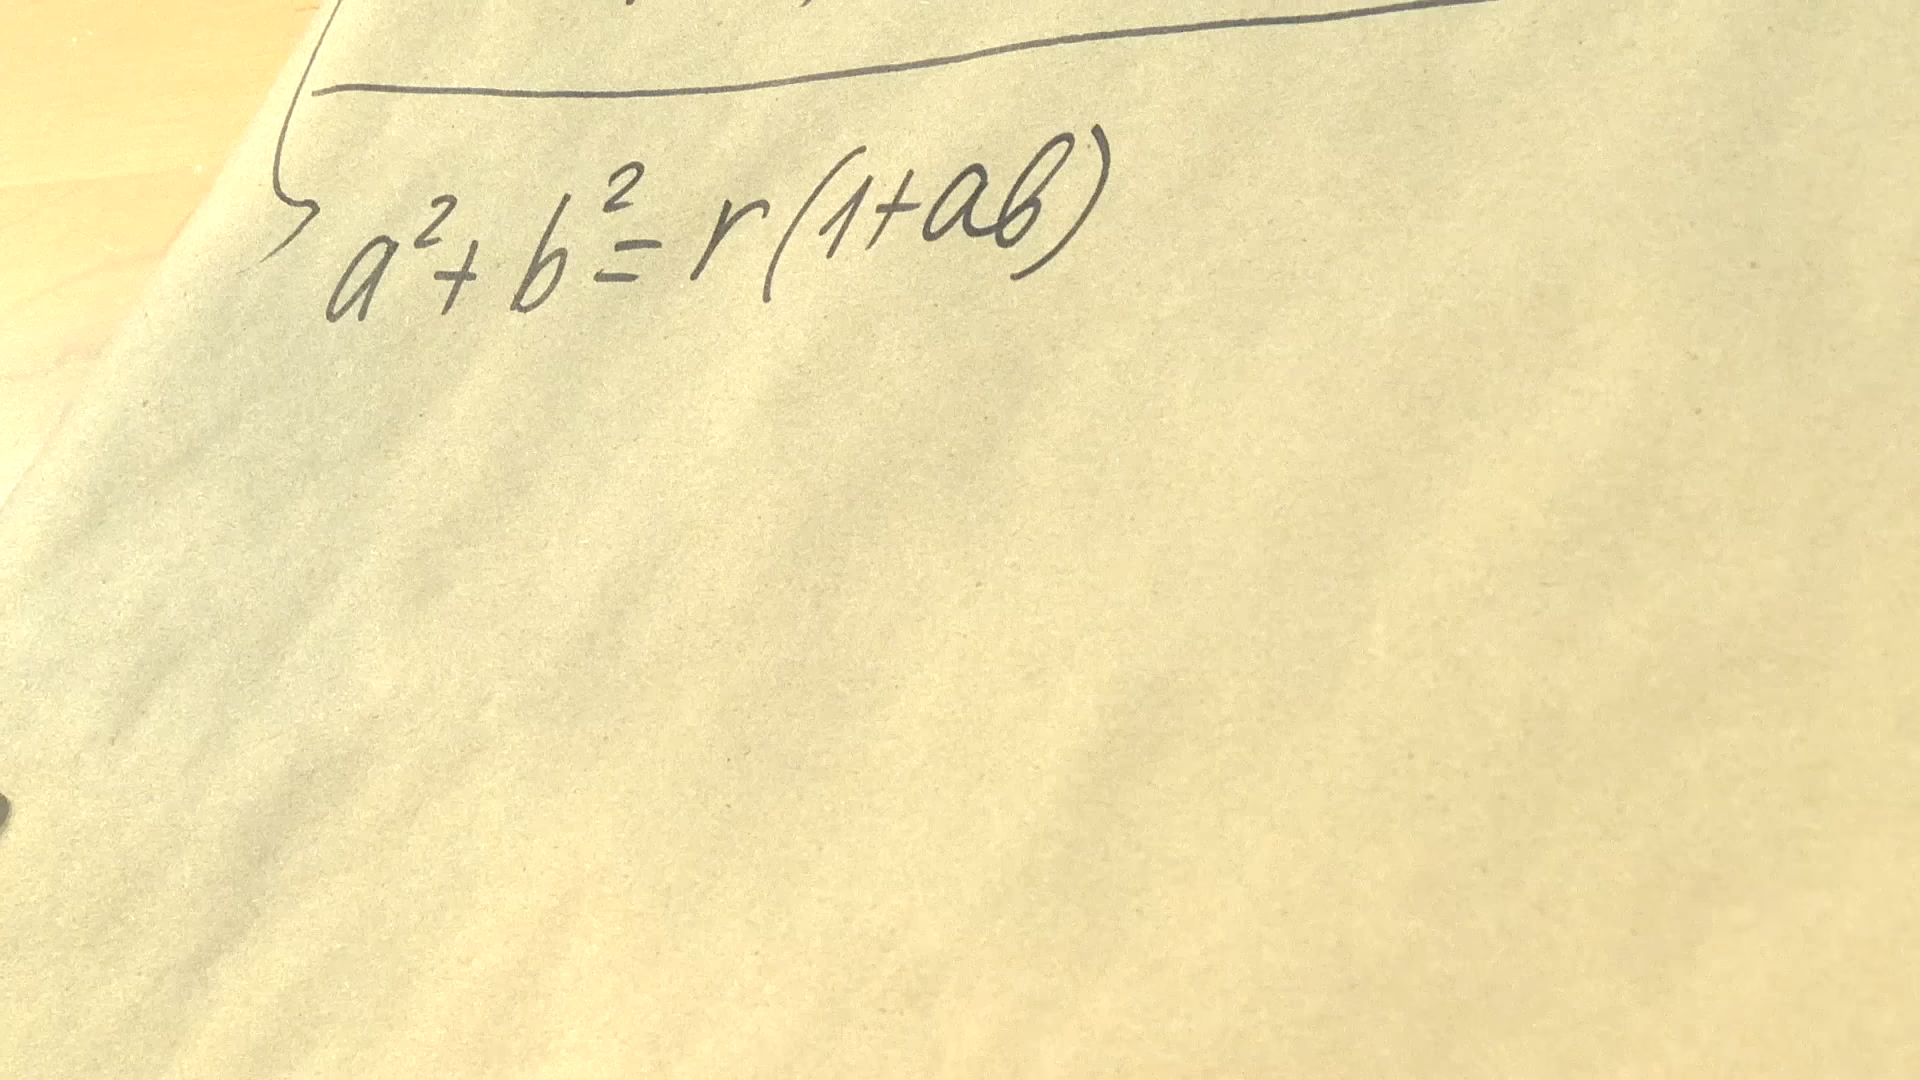 a²+ b²= r(1+ab)